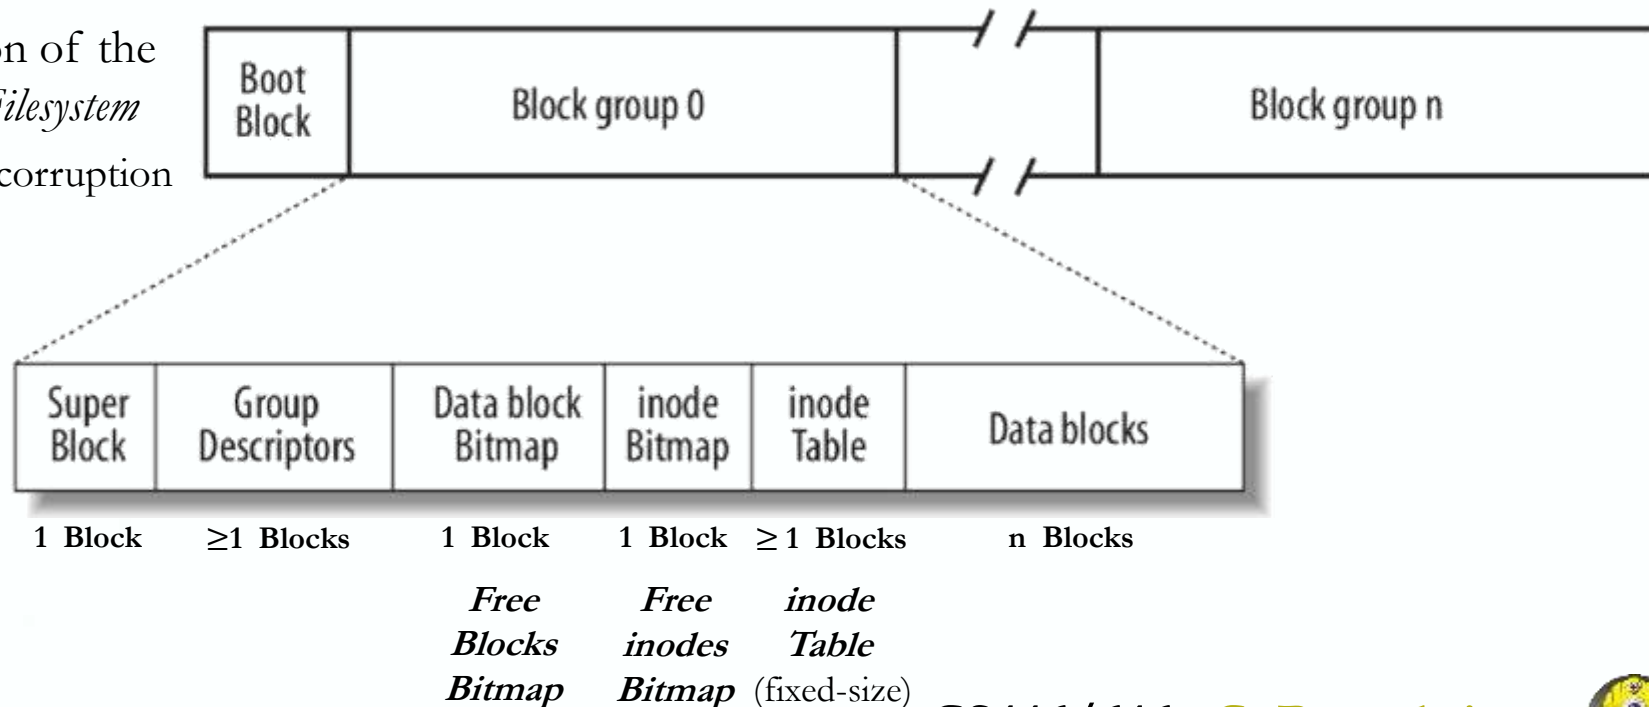 of the
Filesystem
corruption
Boot
Block
Block group 0
Block group n
Super
Block
Group
Descriptors
Data block
Bitmap
inode
Bitmap
inode
Table
Data blocks
1 Block
≥1 Blocks
1 Block
1 Block
≥ 1 Blocks
n Blocks
Free
Blocks
Bitmap
Free
inodes
Bitmap
inode
Table
(fixed-size)